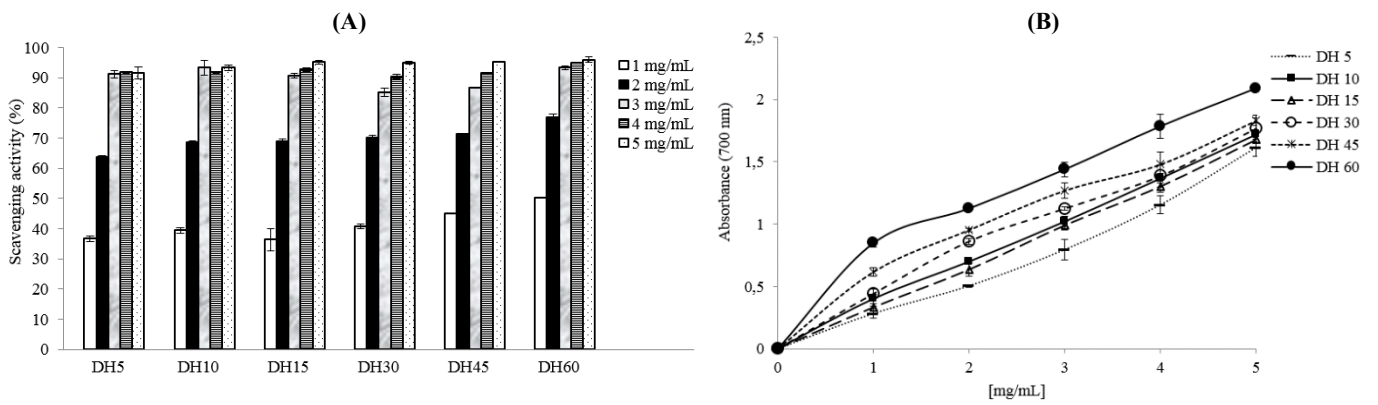 (A)
Scavenging activity (%)
100
90
80
70
60
50
40
30
20
10
0
DH5 DH10 DH15 DH30 DH45 DH60
1 mg/mL
2 mg/mL
3 mg/mL
4 mg/mL
5 mg/mL
(B)
Absorbance (700 nm)
2,5
2
1,5
1
0,5
0
0 1 2 3 4 5
[mg/mL]
DH 5
DH 10
DH 15
DH 30
DH 45
DH 60